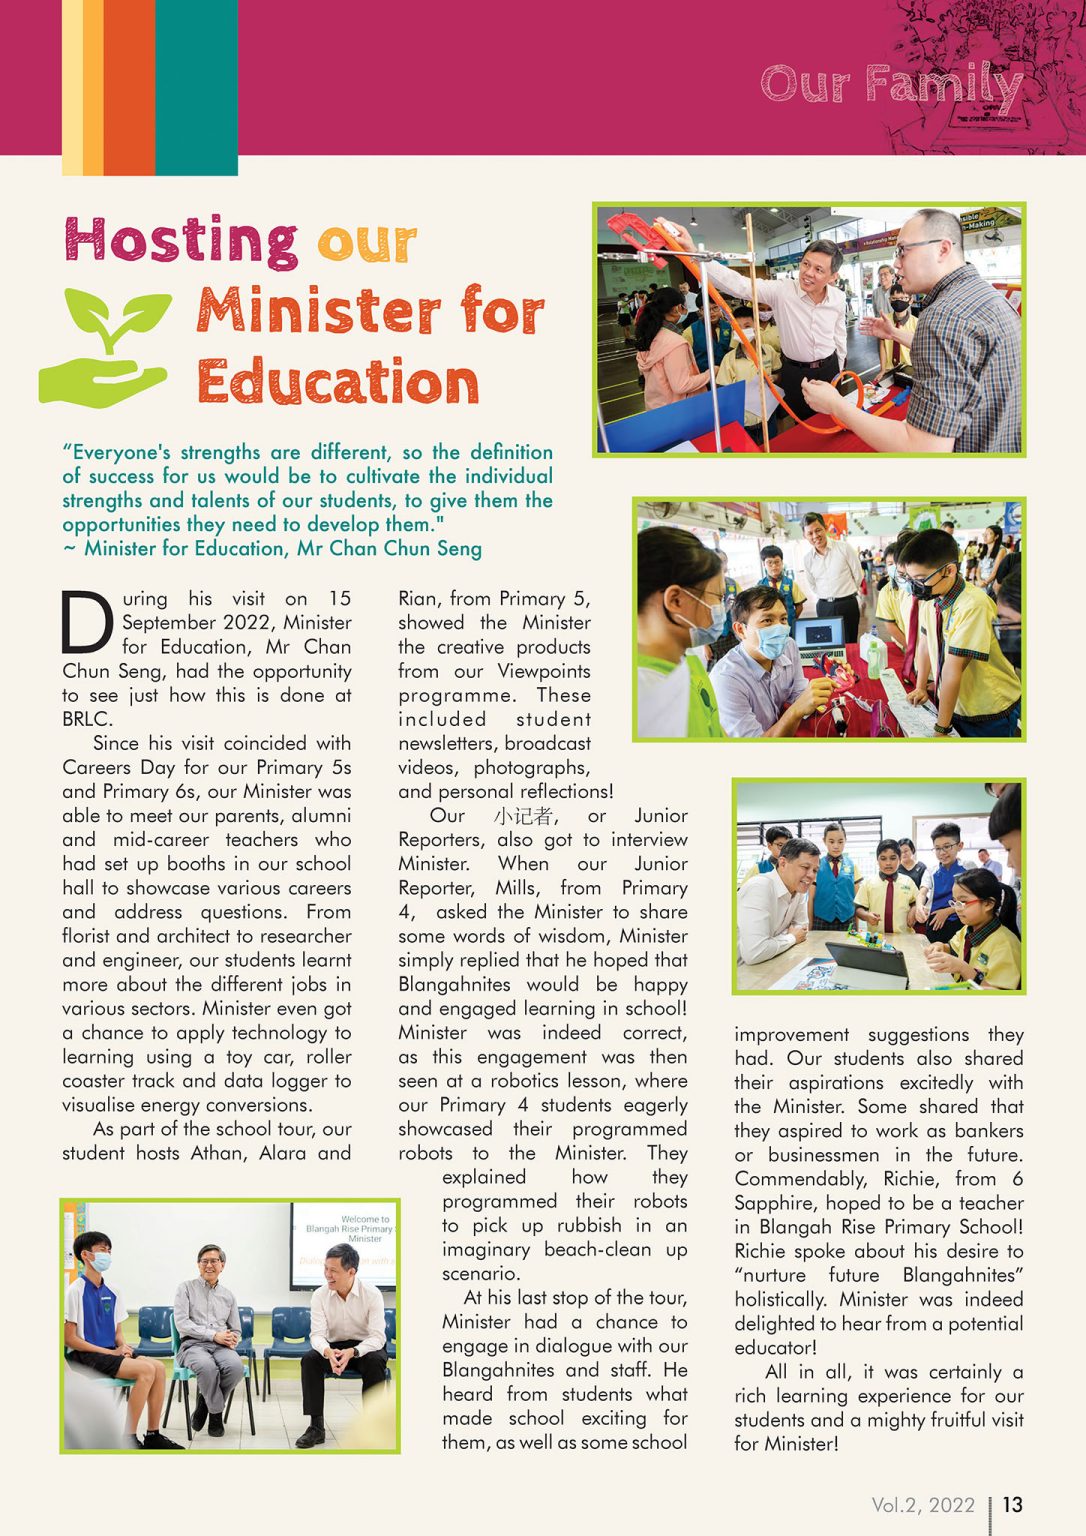 Our Family
Hosting our
Minister for
Education
“Everyone's strengths are different, so the definition
of success for us would be to cultivate the individual
strengths and talents of our students, to give them the
opportunities they need to develop them."
~ Minister for Education, Mr Chan Chun Seng
During his visit on 15
September 2022, Minister
for Education, Mr Chan
Chun Seng, had the opportunity
to see just how this is done at
BRLC.
Since his visit coincided with
Careers Day for our Primary 5s
and Primary 6s, our Minister was
able to meet our parents, alumni
and mid-career teachers who
had set up booths in our school
hall to showcase various careers
and address questions. From
florist and architect to researcher
and engineer, our students learnt
more about the different jobs in
various sectors. Minister even got
a chance to apply technology to
learning using a toy car, roller
coaster track and data logger to
visualise energy conversions.
As part of the school tour, our
student hosts Athan, Alara and
Rian, from Primary 5,
showed the Minister
the creative products
from our Viewpoints
programme. These
included student
newsletters, broadcast
videos, photographs,
and personal reflections!
Our 小记者, or Junior
Reporters, also got to interview
Minister. When our Junior
Reporter, Mills, from Primary
4, asked the Minister to share
some words of wisdom, Minister
simply replied that he hoped that
Blangahnites would be happy
and engaged learning in school!
Minister was indeed correct,
as this engagement was then
seen at a robotics lesson, where
our Primary 4 students eagerly
showcased their programmed
robots to the Minister. They
explained how they
programmed their robots
to pick up rubbish in an
imaginary beach-clean up
scenario.
At his last stop of the tour,
Minister had a chance to
engage in dialogue with our
Blangahnites and staff. He
heard from students what
made school exciting for
them, as well as some school
improvement suggestions they
had. Our students also shared
their aspirations excitedly with
the Minister. Some shared that
they aspired to work as bankers
or businessmen in the future.
Commendably, Richie, from 6
Sapphire, hoped to be a teacher
in Blangah Rise Primary School!
Richie spoke about his desire to
“nurture future Blangahnites”
holistically. Minister was indeed
delighted to hear from a potential
educator!
All in all, it was certainly a
rich learning experience for our
students and a mighty fruitful visit
for Minister!
Welcome to
Blangah Rise Primary
Minister
Vol.2, 2022 13